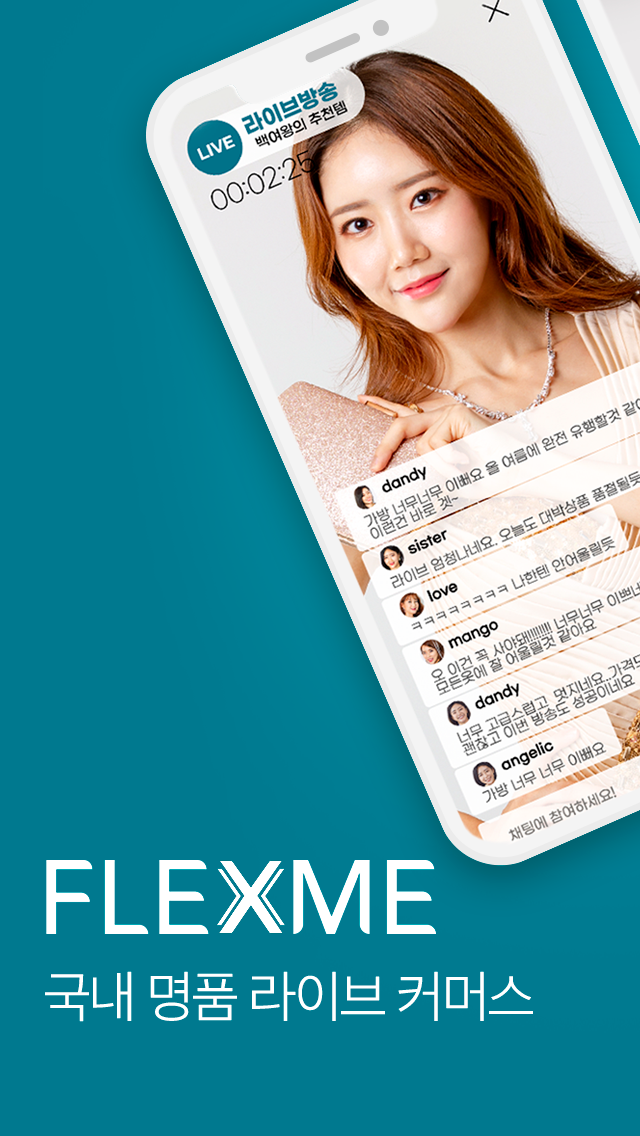 LIVE
라이브방송
백여왕의 추천템
00:02:25
dandy
가방 너무너무 이뻐요 올 여름에 완전 유행할것 같아
이런건 바로 겟~
sister
라이브 엄청나네요. 오늘도 대박상품 품절될듯
love
ㅋㅋㅋㅋㅋㅋㅋㅋ 나한텐 안어울릴듯
mango
오 이건 꼭 사야돼!!!!!!! 너무너무 이쁘네
모든옷에 잘 어울릴것 같아요
dandy
너무 고급스럽고 멋지네요..가격도
괜찮고 이번 방송도 성공이네요
angelic
가방 너무 너무 이뻐요
채팅에 참여하세요!
FLEXME
국내 명품 라이브 커머스